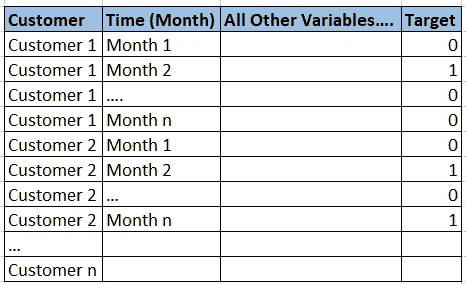 Customer Time (Month) All Other Variables.... Target
Customer 1 Month 1 0
Customer 1 Month 2 1
Customer 1 .... 0
Customer 1 Month n 0
Customer 2 Month 1 0
Customer 2 Month 2 1
Customer 2 ... 0
Customer 2 Month n 1
...
Customer n